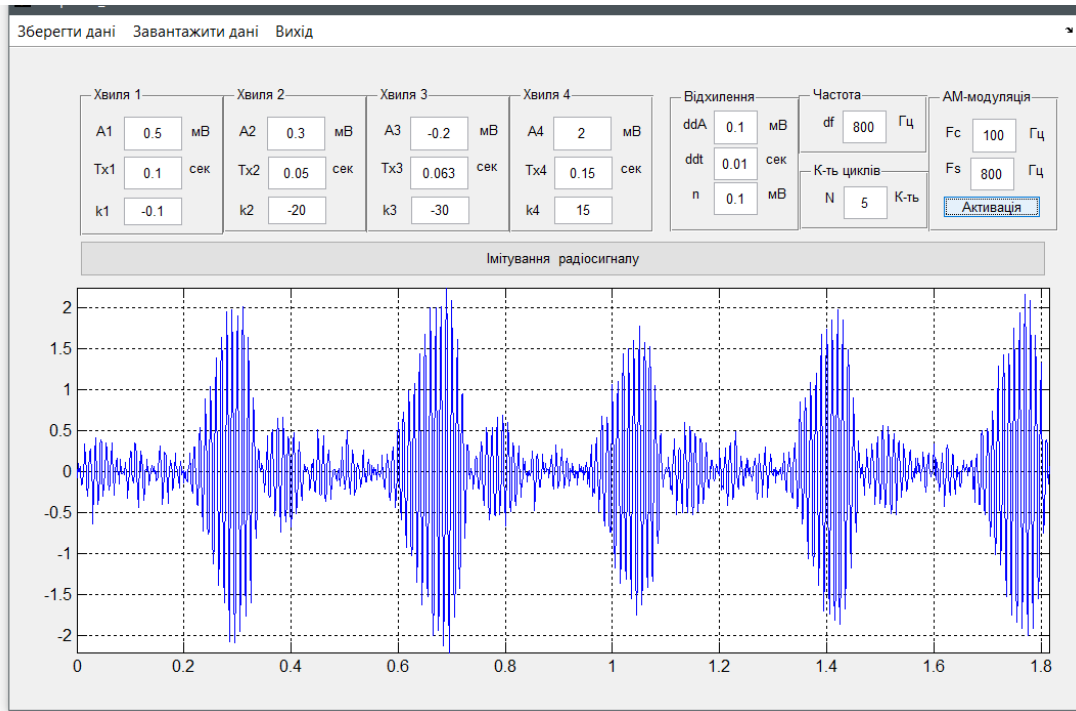 Зберегти дані Завантажити дані Вихід
Хвиля 1 Хвиля 2 Хвиля 3 Хвиля 4 Відхилення Частота АМ-модуляція
A1 0.5 мВ A2 0.3 мВ A3 -0.2 мВ A4 2 мВ ddA 0.1 мВ df 800 Гц Fc 100 Гц
Tx1 0.1 сек Tx2 0.05 сек Tx3 0.063 сек Tx4 0.15 сек ddt 0.01 сек К-ть циклів Fs 800 Гц
k1 -0.1 k2 -20 k3 -30 k4 15 n 0.1 мВ N 5 К-ть Активація
Імітування радіосигналу
2
1.5
1
0.5
0
-0.5
-1
-1.5
-2
0 0.2 0.4 0.6 0.8 1 1.2 1.4 1.6 1.8